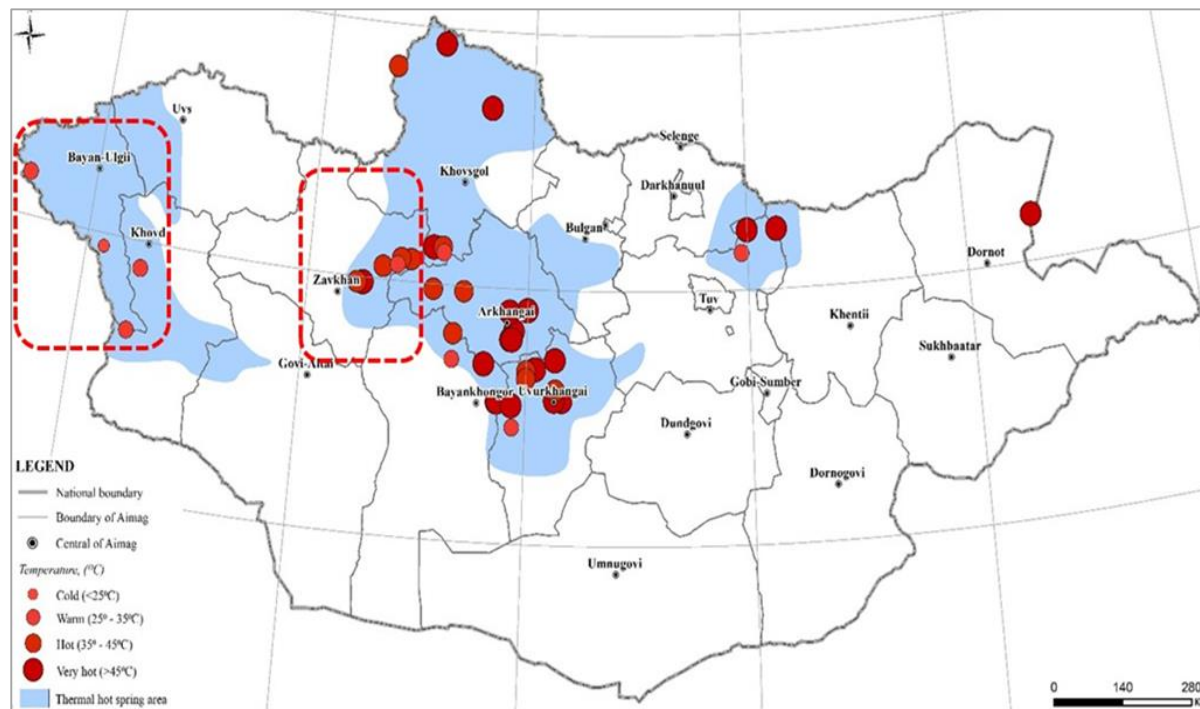 Uvs
Selenge
Bayan-Ulgii
Khovsgol
Darkhanuul
Bulgan
Khovd
Dornot
Zavkhan
Tuv
Arkhangai
Khentii
Sukhbaatar
Govi-Altai
Gobi-Sumber
Bayankhongor
Uvurkhangai
Dundgovi
Dornogovi
Umnugovi
LEGEND
National boundary
Boundary of Aimag
Central of Aimag
Temperature, (°C)
Cold (<25°C)
Warm (25° - 35°C)
Hot (35° - 45°C)
Very hot (>45°C)
Thermal hot spring area
0 140 280
K